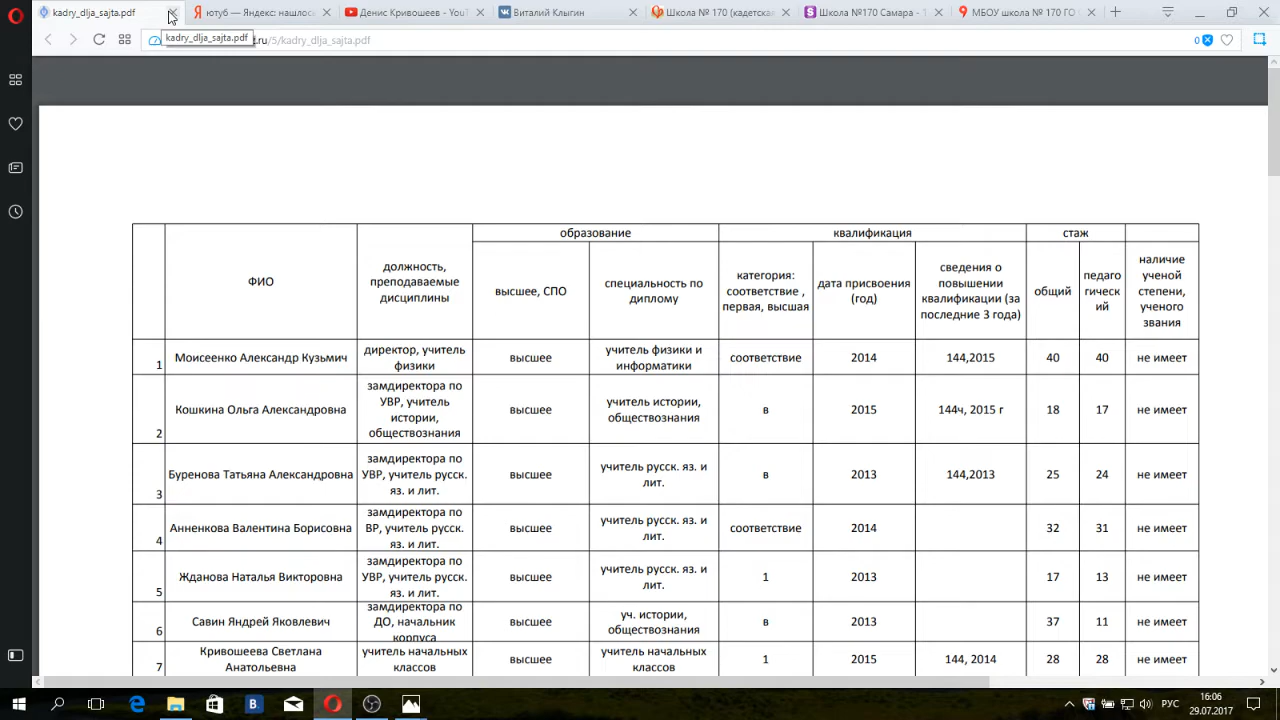 kadry_dlja_sajta.pdf
ютуб — Яндекс: нашлось
Денис Кривошеев - YouT
Виталий Клыгин
Школа № 170 (кадетска
Школа №170 Самара - 1
МБОУ школа № 170 ГО
kadry_dlja_sajta.pdf
.ru/5/kadry_dlja_sajta.pdf
0
образование
квалификация
стаж
ФИО
должность,
преподаваемые
дисциплины
высшее, СПО
специальность по
диплому
категория:
соответствие ,
первая, высшая
дата присвоения
(год)
сведения о
повышении
квалификации (за
последние 3 года)
общий
педаго
гическ
ий
наличие
ученой
степени,
ученого
звания
1
Моисеенко Александр Кузьмич
директор, учитель
физики
высшее
учитель физики и
информатики
соответствие
2014
144,2015
40
40
не имеет
2
Кошкина Ольга Александровна
замдиректора по
УВР, учитель
истории,
обществознания
высшее
учитель истории,
обществознания
в
2015
144ч, 2015 г
18
17
не имеет
3
Буренова Татьяна Александровна
замдиректора по
УВР, учитель русск.
яз. и лит.
высшее
учитель русск. яз. и
лит.
в
2013
144,2013
25
24
не имеет
4
Анненкова Валентина Борисовна
замдиректора по
ВР, учитель русск.
яз. и лит.
высшее
учитель русск. яз. и
лит.
соответствие
2014
32
31
не имеет
5
Жданова Наталья Викторовна
замдиректора по
УВР, учитель русск.
яз. и лит.
высшее
учитель русск. яз. и
лит.
1
2013
17
13
не имеет
6
Савин Яндрей Яковлевич
замдиректора по
ДО, начальник
корпуса
высшее
уч. истории,
обществознания
в
2013
37
11
не имеет
7
Кривошеева Светлана
Анатольевна
учитель начальных
классов
высшее
учитель начальных
классов
1
2015
144, 2014
28
28
не имеет
РУС
16:06
29.07.2017